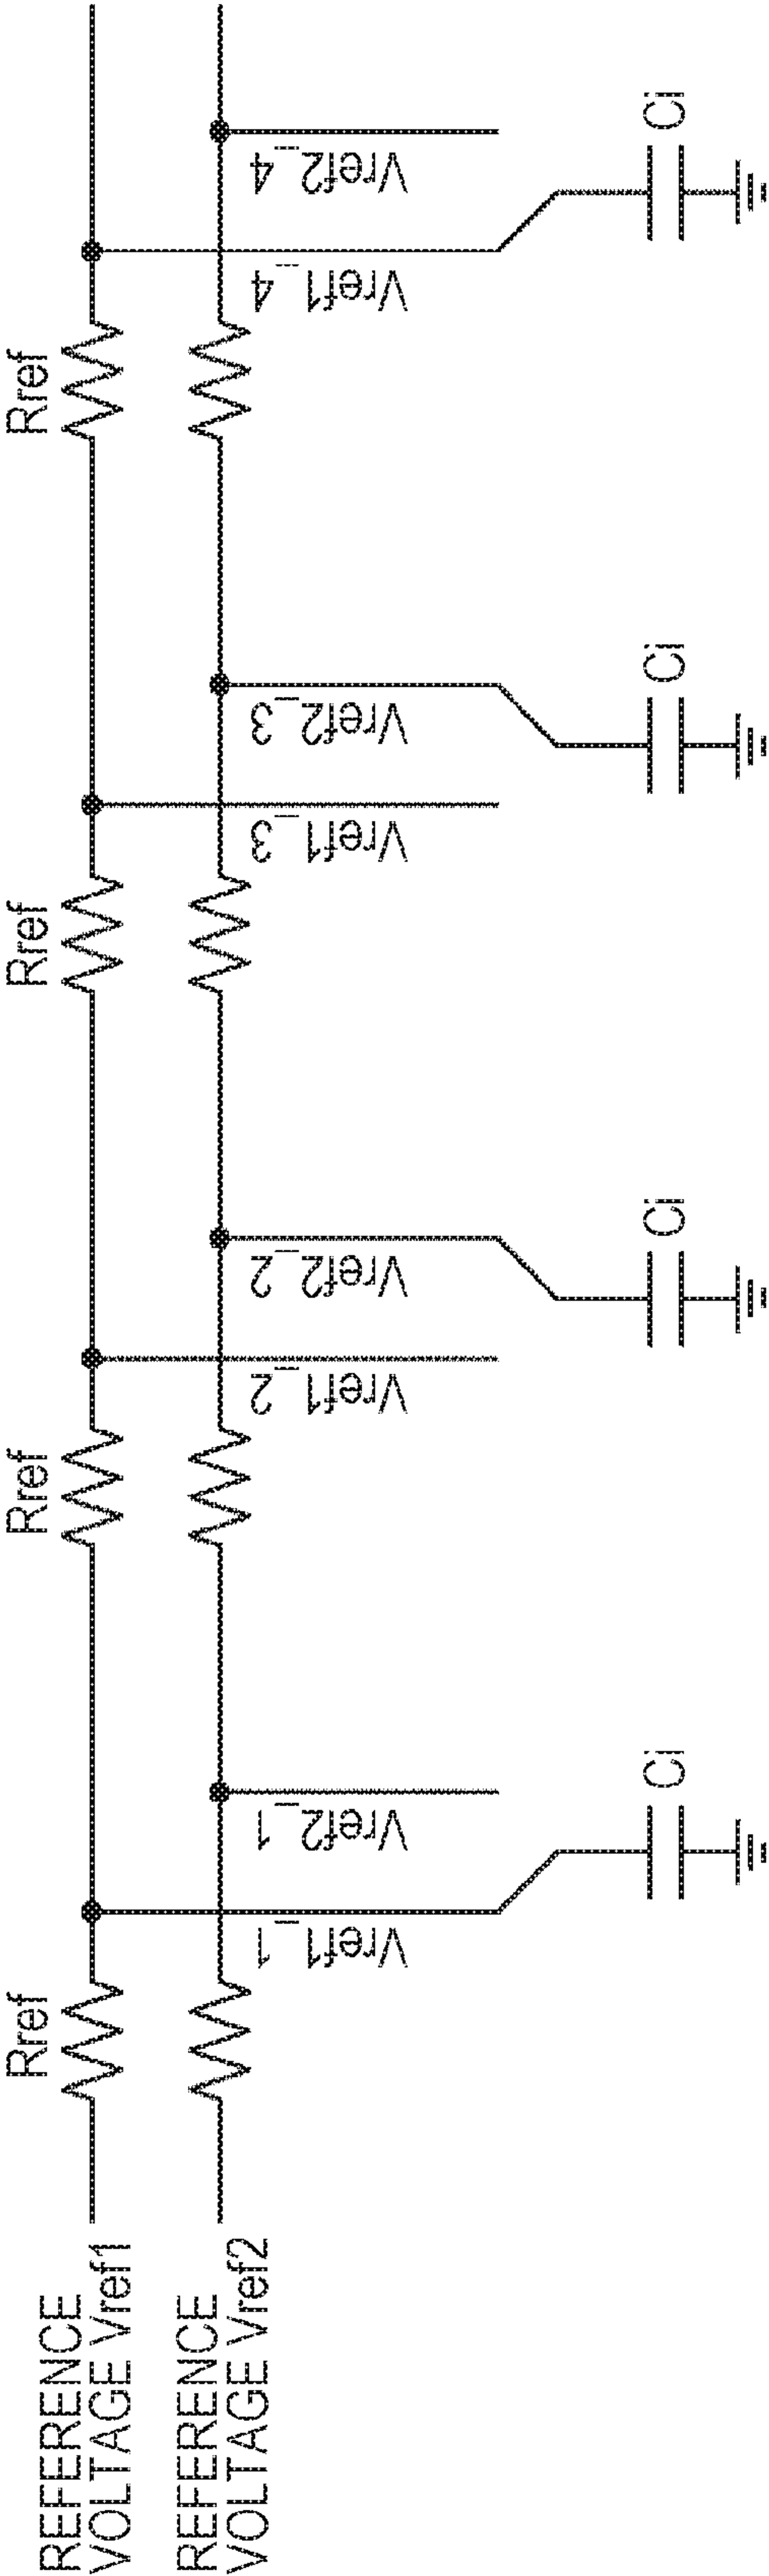 REFERENCE
VOLTAGE Vref1
REFERENCE
VOLTAGE Vref2
Rref
Rref
Rref
Rref
Vref1_1
Vref2_1
Vref1_2
Vref2_2
Vref1_3
Vref2_3
Vref1_4
Vref2_4
Ci
Ci
Ci
Ci